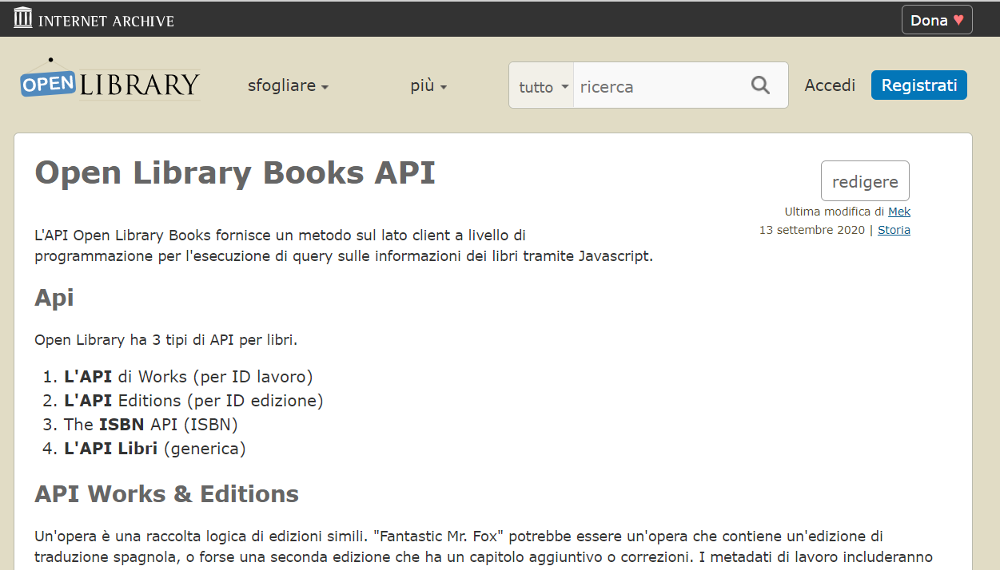 INTERNET ARCHIVE
Dona ♥
OPEN LIBRARY
sfogliare
più
tutto
ricerca
Accedi
Registrati
Open Library Books API
redigere
Ultima modifica di Mek
13 settembre 2020 | Storia
L'API Open Library Books fornisce un metodo sul lato client a livello di
programmazione per l'esecuzione di query sulle informazioni dei libri tramite Javascript.
Api
Open Library ha 3 tipi di API per libri.
1. L'API di Works (per ID lavoro)
2. L'API Editions (per ID edizione)
3. The ISBN API (ISBN)
4. L'API Libri (generica)
API Works & Editions
Un'opera è una raccolta logica di edizioni simili. "Fantastic Mr. Fox" potrebbe essere un'opera che contiene un'edizione di
traduzione spagnola, o forse una seconda edizione che ha un capitolo aggiuntivo o correzioni. I metadati di lavoro includeranno